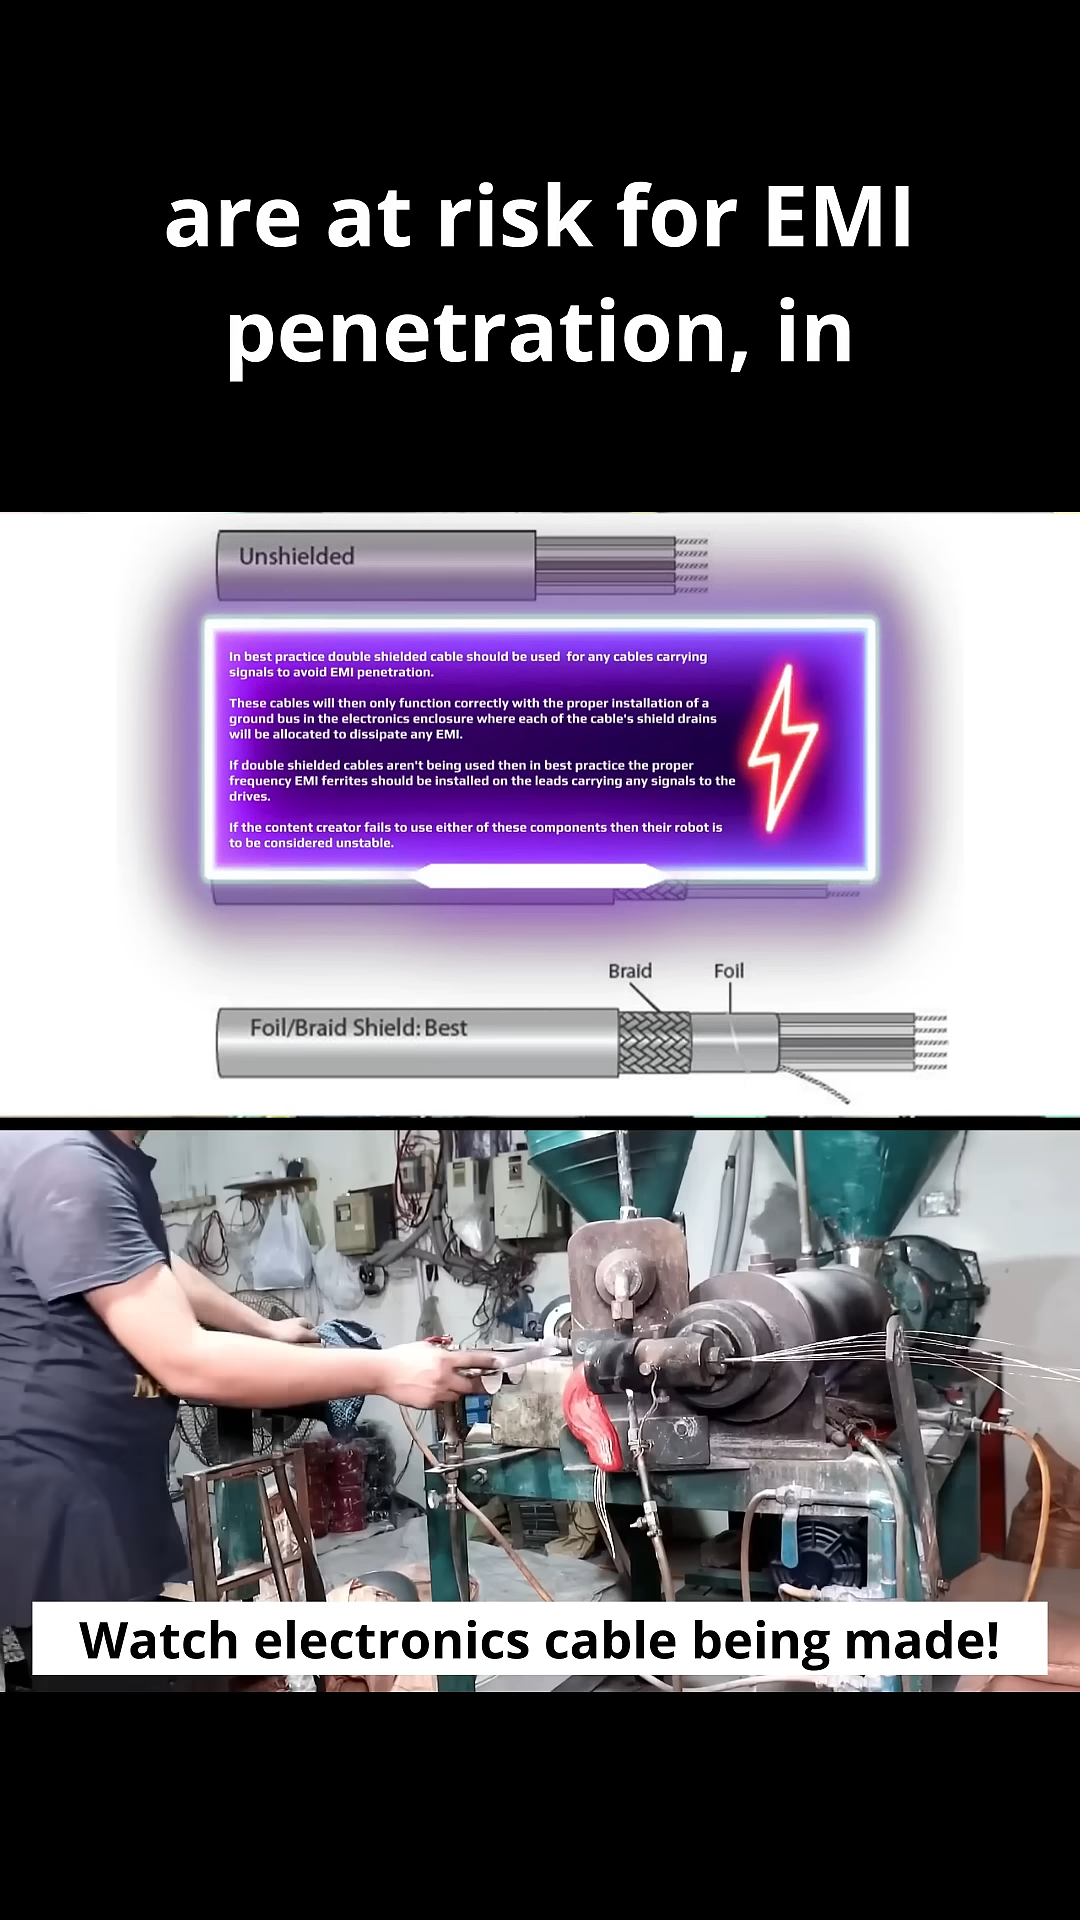 are at risk for EMI
penetration, in
Unshielded
In best practice double shielded cable should be used for any cables carrying
signals to avoid EMI penetration.
These cables will then only function correctly with the proper installation of a
ground bus in the electronics enclosure where each of the cable's shield drains
will be allocated to dissipate any EMI.
If double shielded cables aren't being used then in best practice the proper
frequency EMI ferrites should be installed on the leads carrying any signals to the
drives.
If the content creator fails to use either of these components then their robot is
to be considered unstable.
Braid
Foil
Foil/Braid Shield: Best
Watch electronics cable being made!